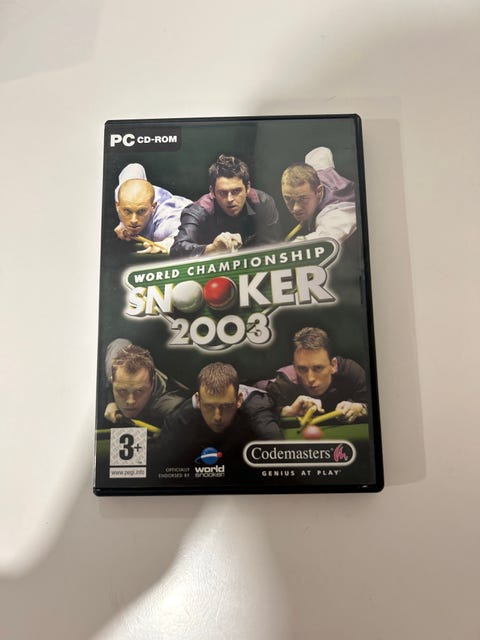 PC CD-ROM
WORLD CHAMPIONSHIP
SNOOKER
2003
3+
www.pegi.info
OFFICIALLY
ENDORSED BY
world
snooker
Codemasters
GENIUS AT PLAY